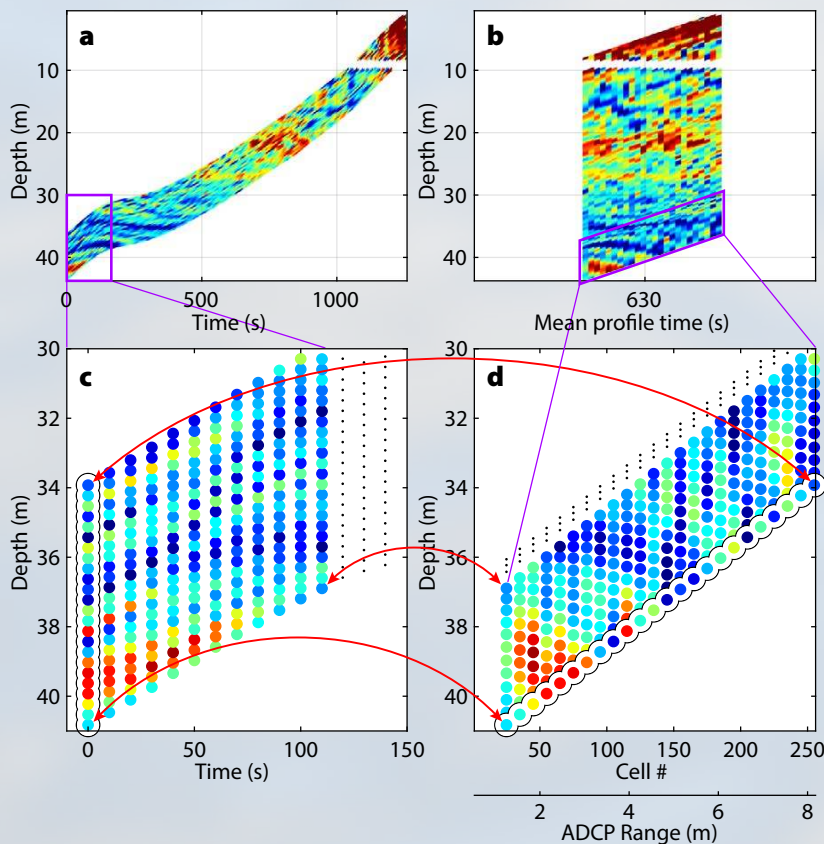 a
b
Depth (m)
10
20
30
40
0
500
1000
Time (s)
Depth (m)
10
20
30
40
630
Mean profile time (s)
c
d
Depth (m)
30
32
34
36
38
40
0
50
100
150
Time (s)
Depth (m)
30
32
34
36
38
40
50
100
150
200
250
Cell #
2
4
6
8
ADCP Range (m)